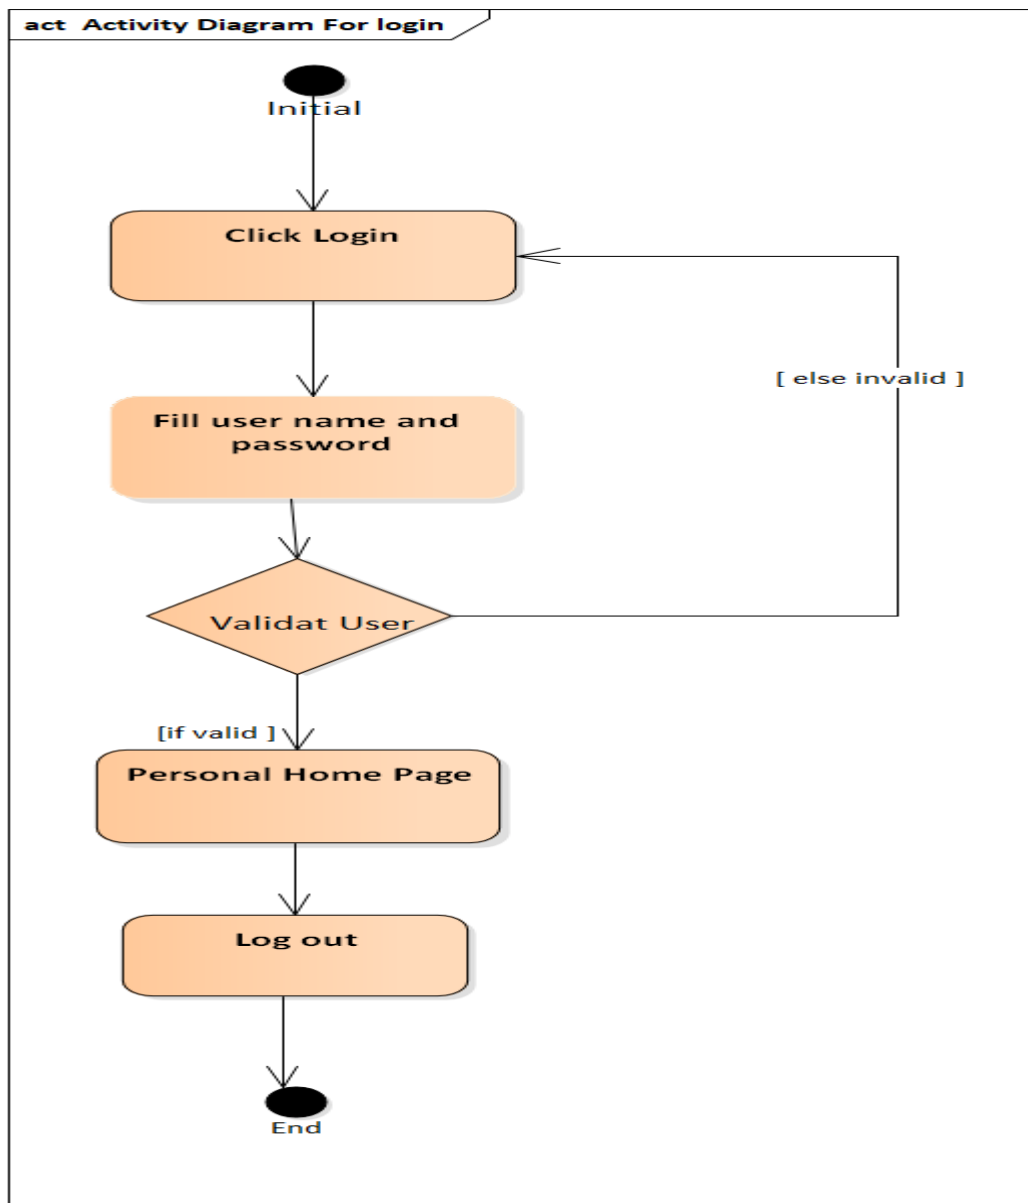 act Activity Diagram For login
Initial
Click Login
[ else invalid ]
Fill user name and
password
Validat User
[if valid ]
Personal Home Page
Log out
End